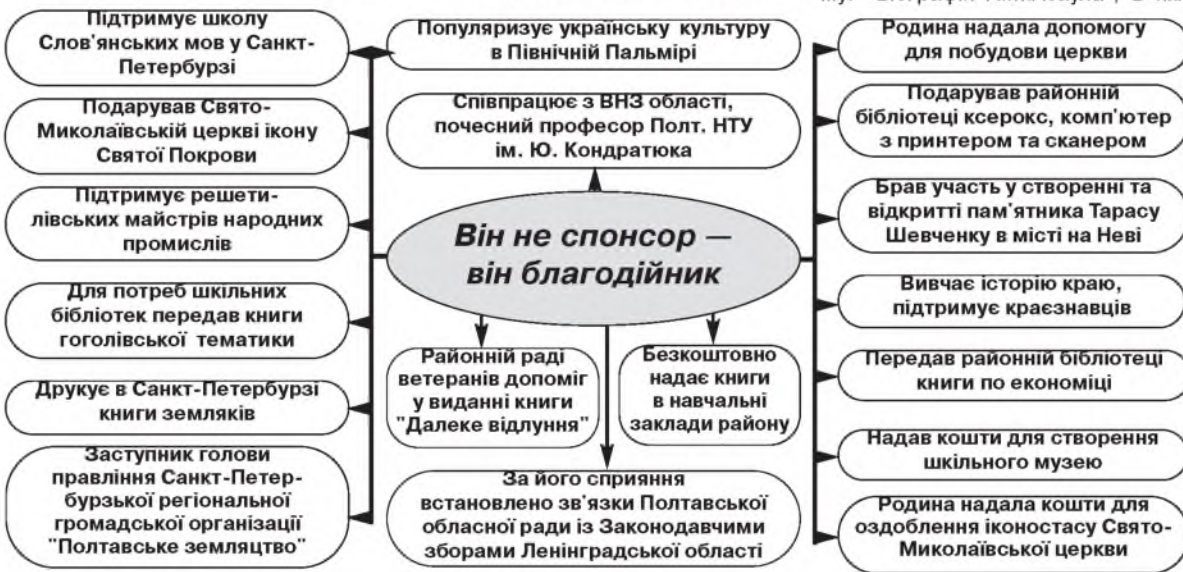 Підтримує школу
Слов'янських мов у Санкт-
Петербурзі
Подарував Свято-
Миколаївській церкві ікону
Святої Покрови
Підтримує решети-
лівських майстрів народних
промислів
Для потреб шкільних
бібліотек передав книги
гоголівської тематики
Друкує в Санкт-Петербурзі
книги земляків
Заступник голови
правління Санкт-Петер-
бурзької регіональної
громадської організації
"Полтавське земляцтво"
Популяризує українську культуру
в Північній Пальмірі
Співпрацює з ВНЗ області,
почесний професор Полт. НТУ
ім. Ю. Кондратюка
Він не спонсор —
він благодійник
Районній раді
ветеранів допоміг
у виданні книги
"Далеке відлуння"
Безкоштовно
надає книги
в навчальні
заклади району
За його сприяння
встановлено зв'язки Полтавської
обласної ради із Законодавчими
зборами Ленінградської області
Родина надала допомогу
для побудови церкви
Подарував районній
бібліотеці ксерокс, комп'ютер
з принтером та сканером
Брав участь у створенні та
відкритті пам'ятника Тарасу
Шевченку в місті на Неві
Вивчає історію краю,
підтримує краєзнавців
Передав районній бібліотеці
книги по економіці
Надав кошти для створення
шкільного музею
Родина надала кошти для
оздоблення іконостасу Свято-
Миколаївської церкви